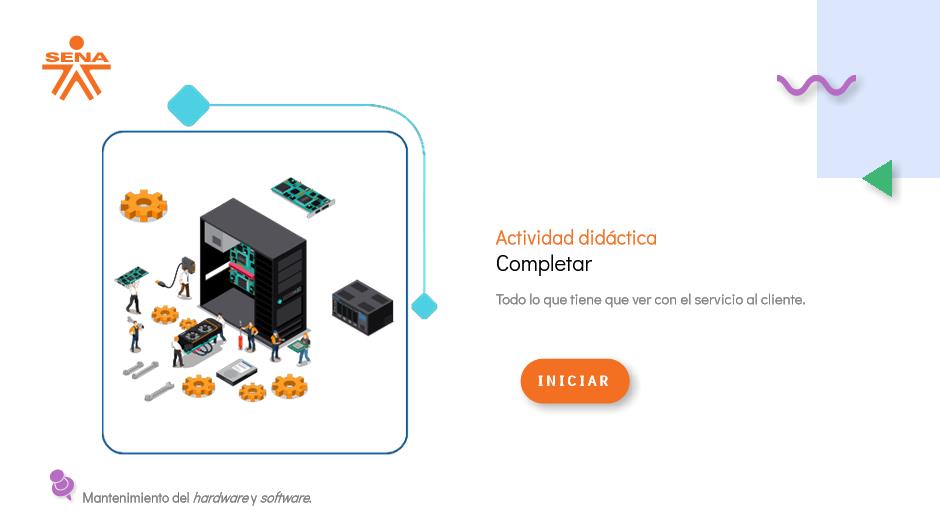 SENA
Actividad didáctica
Completar
Todo lo que tiene que ver con el servicio al cliente.
INICIAR
Mantenimiento del hardware y software.